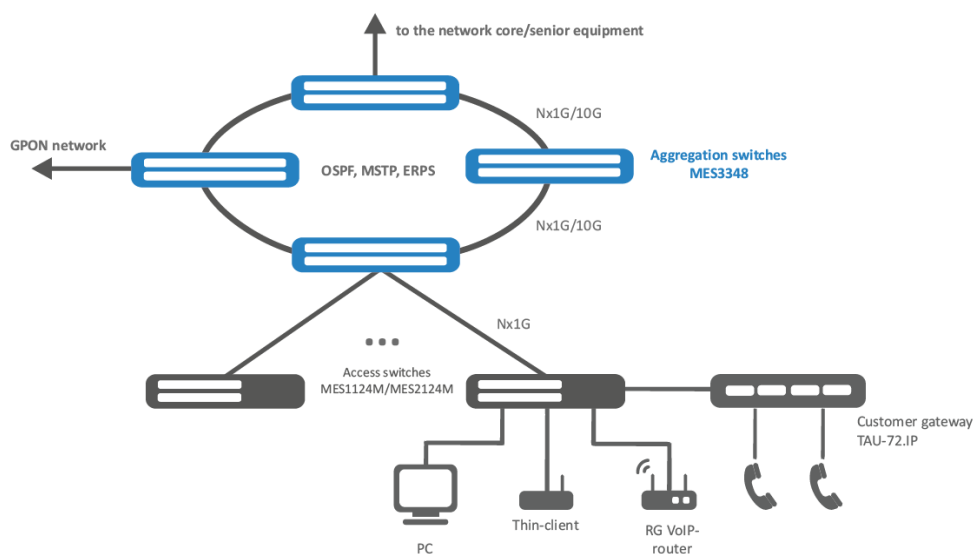 to the network core/senior equipment
Nx1G/10G
GPON network
OSPF, MSTP, ERPS
Aggregation switches
MES3348
Nx1G/10G
Nx1G
Access switches
MES1124M/MES2124M
Customer gateway
TAU-72.IP
Thin-client
RG VoIP-
router
PC